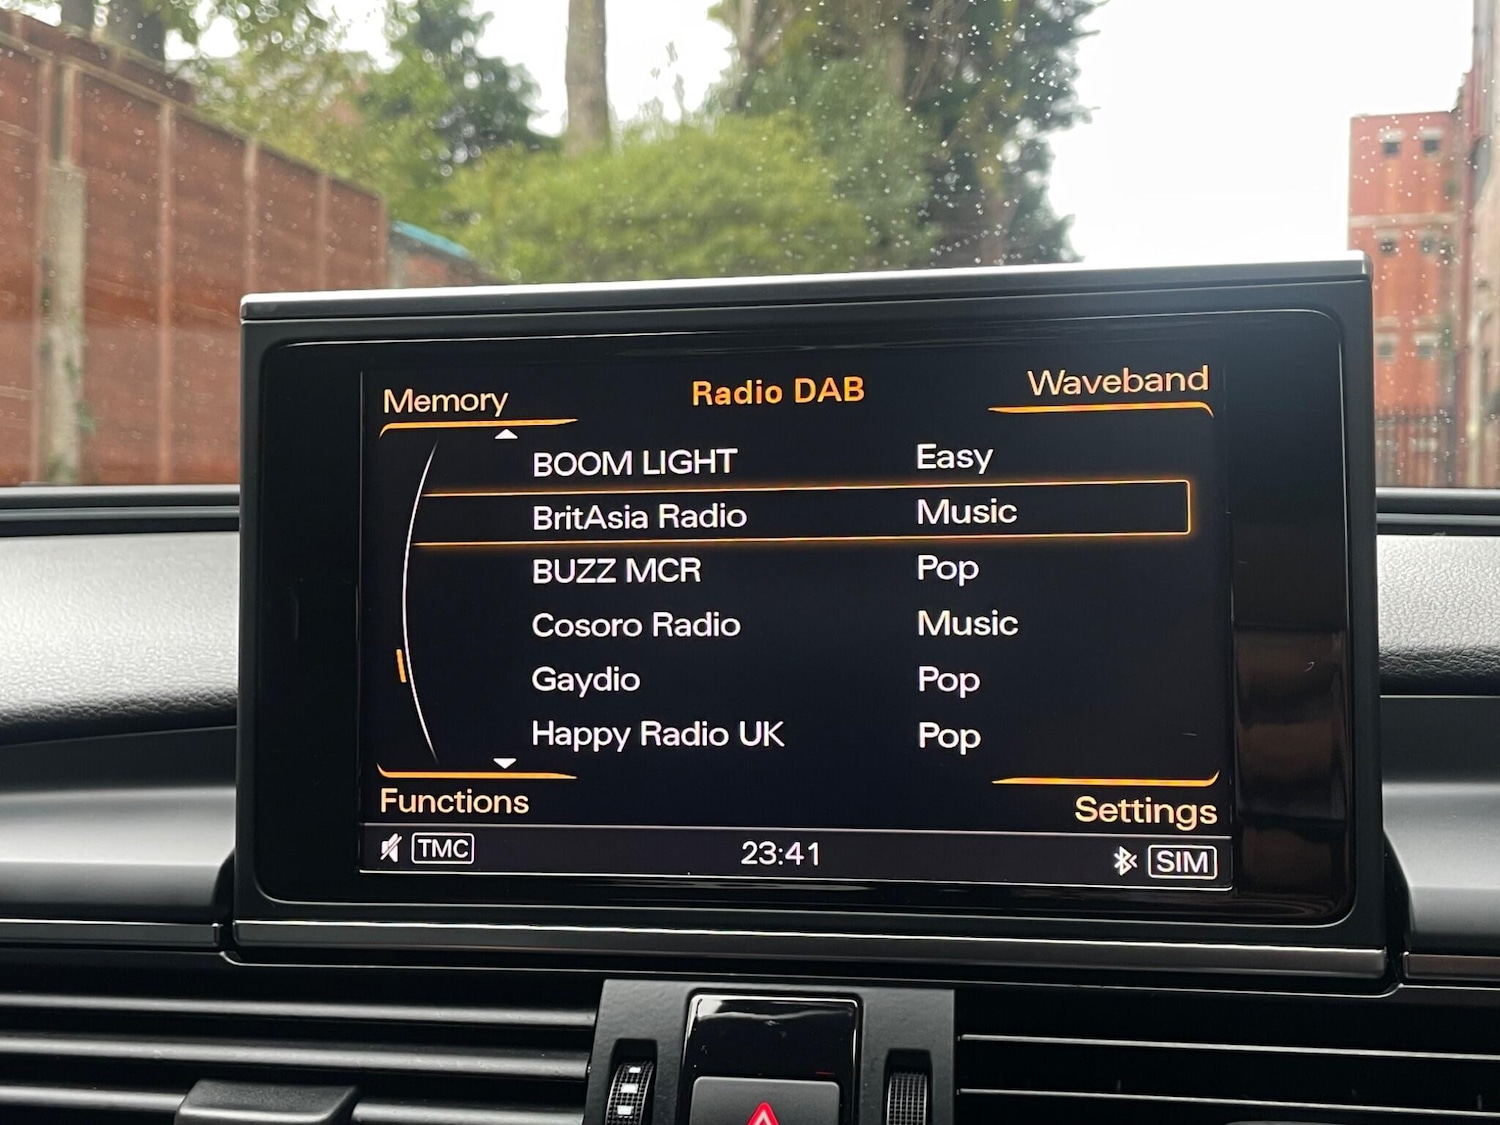 Memory Radio DAB Waveband
BOOM LIGHT Easy
BritAsia Radio Music
BUZZ MCR Pop
Cosoro Radio Music
Gaydio Pop
Happy Radio UK Pop
Functions Settings
TMC 23:41 SIM